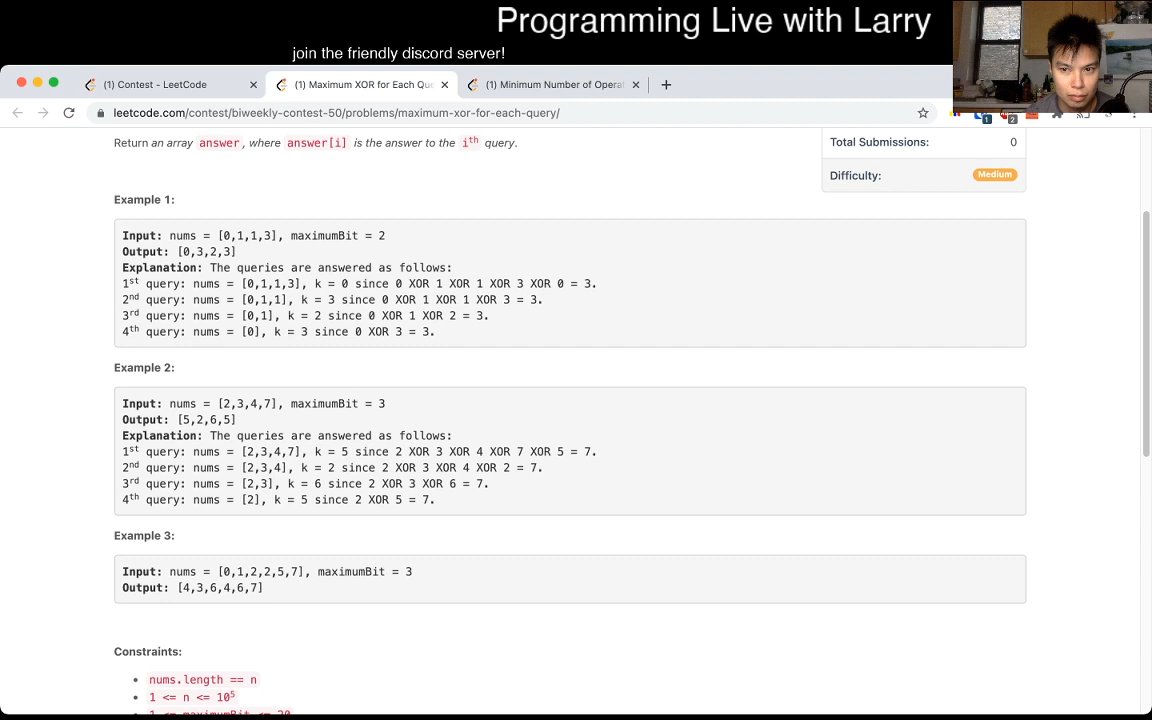 Programming Live with Larry
join the friendly discord server!
(1) Contest - LeetCode
(1) Maximum XOR for Each Que
(1) Minimum Number of Operat
leetcode.com/contest/biweekly-contest-50/problems/maximum-xor-for-each-query/
Return an array answer, where answer[i] is the answer to the ith query.
Total Submissions: 0
Difficulty: Medium
Example 1:
Input: nums = [0,1,1,3], maximumBit = 2
Output: [0,3,2,3]
Explanation: The queries are answered as follows:
1st query: nums = [0,1,1,3], k = 0 since 0 XOR 1 XOR 1 XOR 3 XOR 0 = 3.
2nd query: nums = [0,1,1], k = 3 since 0 XOR 1 XOR 1 XOR 3 = 3.
3rd query: nums = [0,1], k = 2 since 0 XOR 1 XOR 2 = 3.
4th query: nums = [0], k = 3 since 0 XOR 3 = 3.
Example 2:
Input: nums = [2,3,4,7], maximumBit = 3
Output: [5,2,6,5]
Explanation: The queries are answered as follows:
1st query: nums = [2,3,4,7], k = 5 since 2 XOR 3 XOR 4 XOR 7 XOR 5 = 7.
2nd query: nums = [2,3,4], k = 2 since 2 XOR 3 XOR 4 XOR 2 = 7.
3rd query: nums = [2,3], k = 6 since 2 XOR 3 XOR 6 = 7.
4th query: nums = [2], k = 5 since 2 XOR 5 = 7.
Example 3:
Input: nums = [0,1,2,2,5,7], maximumBit = 3
Output: [4,3,6,4,6,7]
Constraints:
nums.length == n
1 <= n <= 105
1 <= maximumBit <= 20